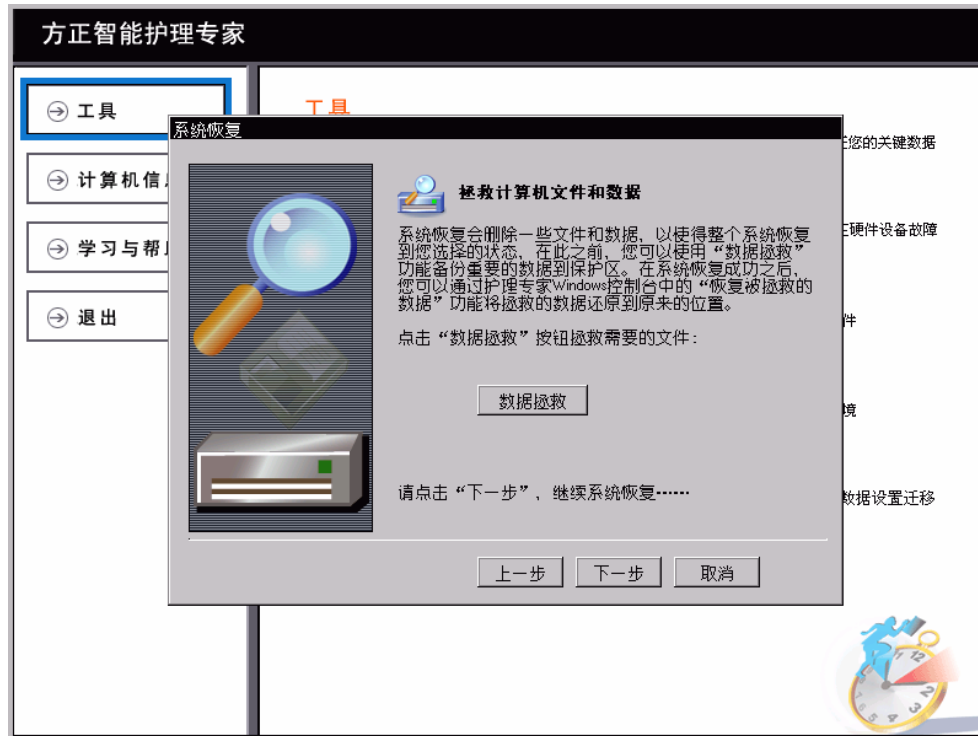 方正智能护理专家
工具
计算机信
学习与帮
退出
工具
您的关键数据
硬件设备故障
件
境
数据设置迁移
系统恢复
拯救计算机文件和数据
系统恢复会删除一些文件和数据，以使得整个系统恢复
到您选择的状态，在此之前，您可以使用“数据拯救”
功能备份重要的数据到保护区。在系统恢复成功之后，
您可以通过护理专家Windows控制台中的“恢复被拯救的
数据”功能将拯救的数据还原到原来的位置。
点击“数据拯救”按钮拯救需要的文件：
数据拯救
请点击“下一步”，继续系统恢复······
上一步
下一步
取消